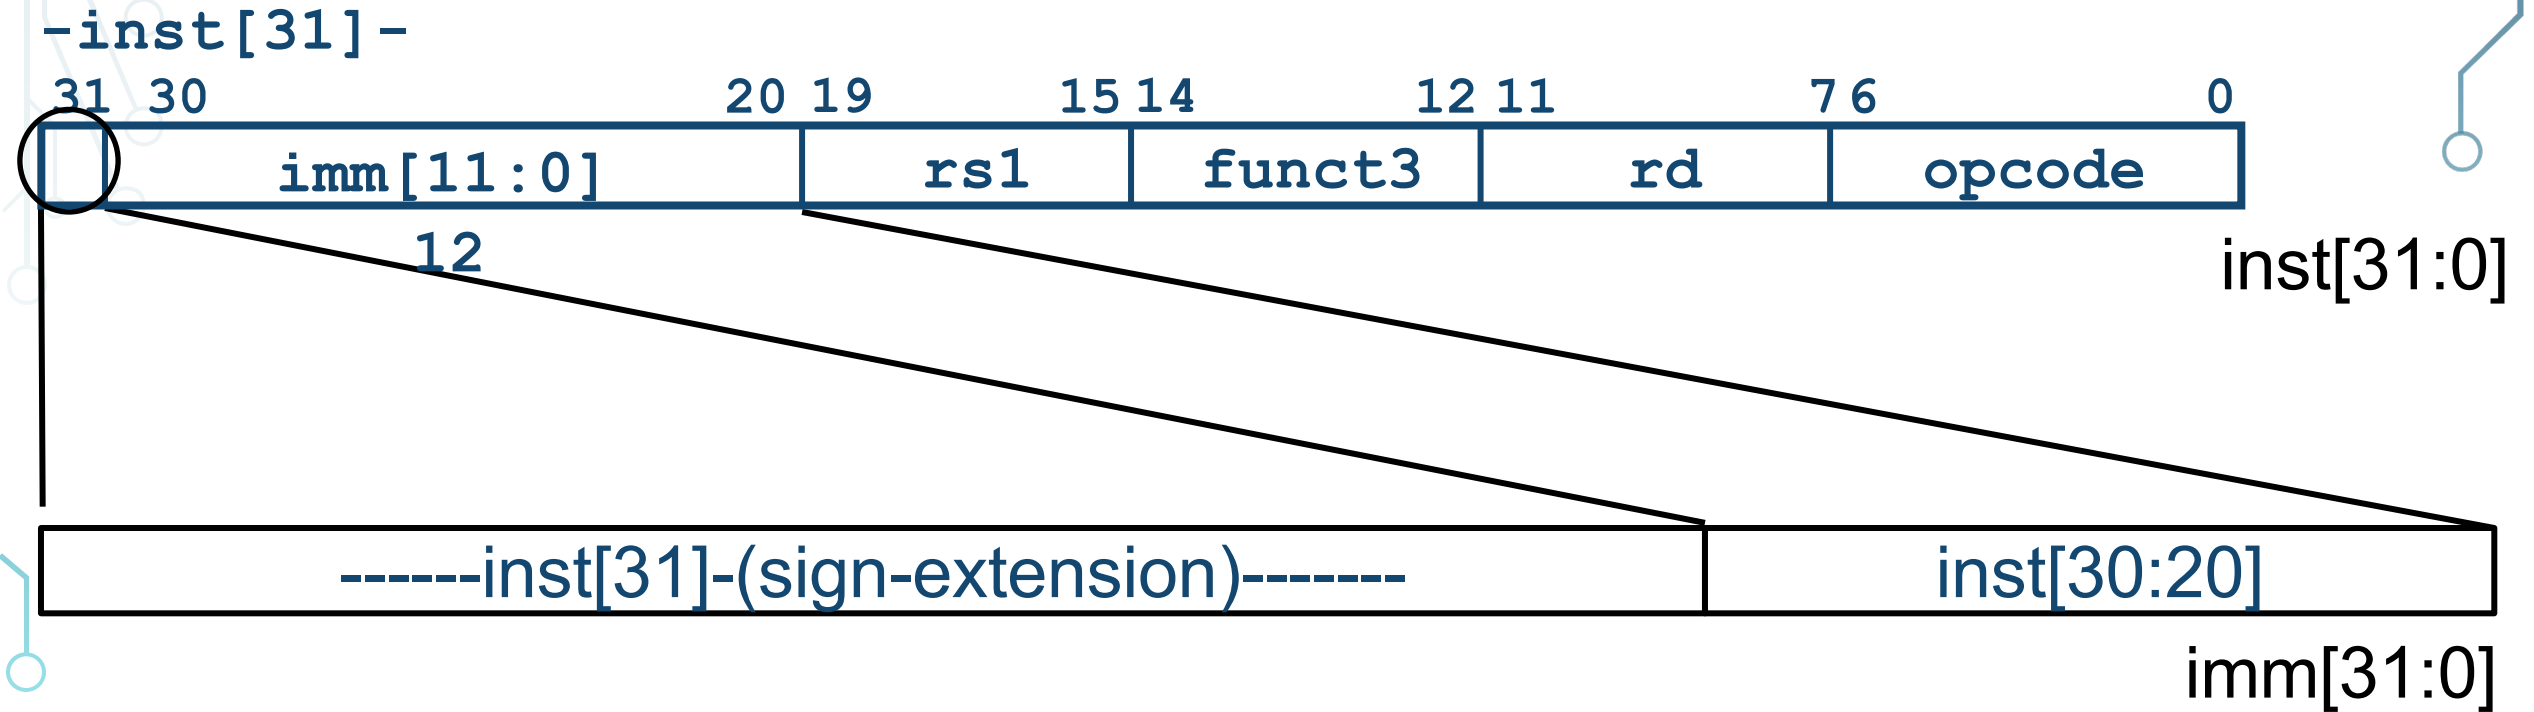 -inst[31]-
31 30 20 19 15 14 12 11 7 6 0
imm[11:0] rs1 funct3 rd opcode
12
inst[31:0]
------inst[31]-(sign-extension)------- inst[30:20]
imm[31:0]